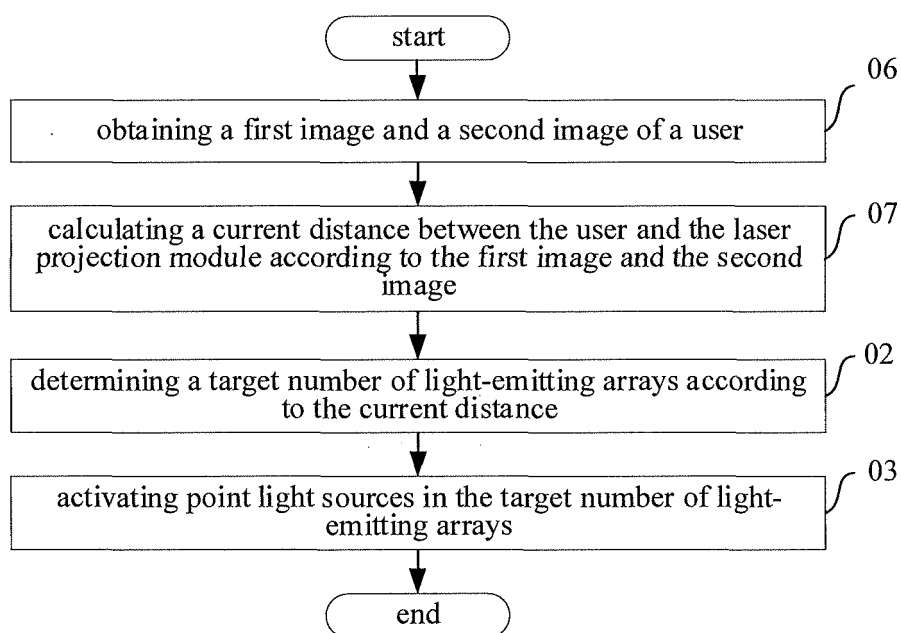 start
06
obtaining a first image and a second image of a user
07
calculating a current distance between the user and the laser
projection module according to the first image and the second
image
02
determining a target number of light-emitting arrays according
to the current distance
03
activating point light sources in the target number of light-
emitting arrays
end